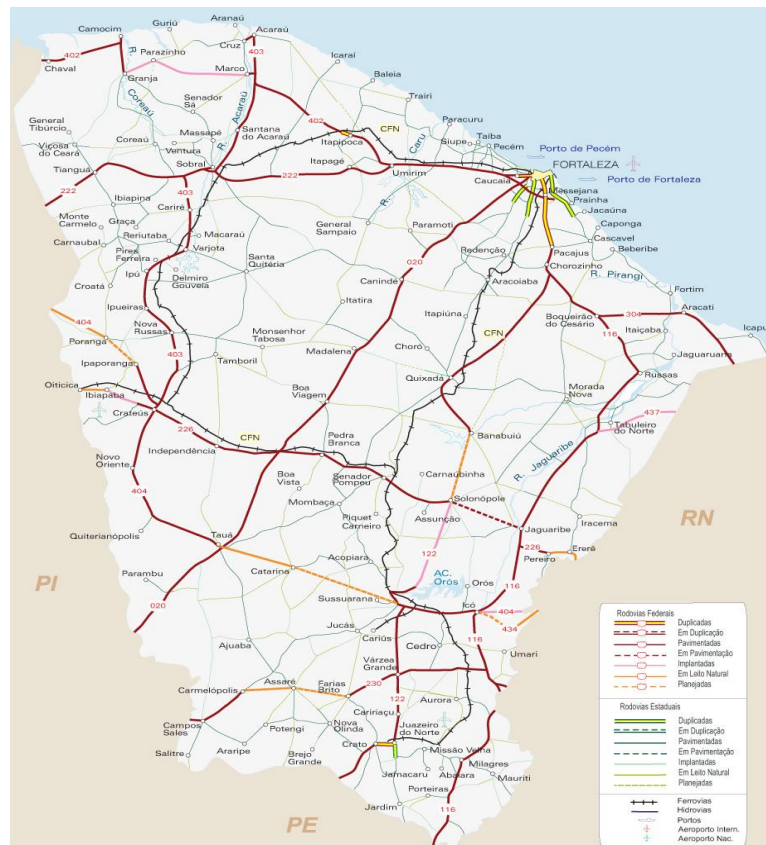 Aranaú
Guriú
Camocim
Acaraú
Cruz
403
402
Chaval
R.
Parazinho
Marco
Granja
Icaraí
Baleia
Trairi
Coreaú
Senador
Sá
R. Acaraú
402
CFN
Caru
Paracuru
General
Tibúrcio
Coreaú
Massapé
Santana
do Acaraú
Itapipoca
Siupe
Taíba
Pecém
Porto de Pecém
Viçosa
do Ceará
Ventura
Tianguá
Sobral
222
Itapagé
Umirim
FORTALEZA
Caucaia
Porto de Fortaleza
222
403
Messejana
Prainha
Ibiapina
Cariré
R.
Jacaúna
Monte
Carmelo
Graça
General
Sampaio
Paramoti
Caponga
Carnaubal
Reriutaba
Macaraú
Cascavel
Pires
Ferreira
Varjota
Santa
Quitéria
020
Redenção
Pacajus
Beberibe
Ipú
Delmiro
Gouvela
Canindé
Aracoiaba
Chorozinho
R. Pirangi
Croatá
Fortim
Ipueiras
Itatira
Itapiúna
Boqueirão
do Cesário
304
Aracati
404
Poranga
Nova
Russas
Monsenhor
Tabosa
CFN
116
Itaiçaba
Icapu
Madalena
Choró
Jaguaruana
Ipaporanga
403
Tamboril
Oiticica
Ibiapaba
Quixadá
Russas
Crateús
Boa
Viagem
Morada
Nova
437
226
CFN
Pedra
Branca
Banabuiú
Tabuleiro
do Norte
Novo
Oriente
Independência
R. Jaguaribe
404
Boa
Vista
Senador
Pompeu
Carnaúbinha
Mombaça
Solonópole
Quiterianópolis
Piquet
Carneiro
Assunção
Iracema
RN
Tauá
Jaguaribe
226
Ererê
Pereiro
Acopiara
122
Catarina
AC.
Orós
Orós
116
PI
Parambu
Sussuarana
020
Icó
404
434
Jucás
Cariús
116
Ajuaba
Cedro
Umari
Várzea
Grande
230
Assaré
Farias
Brito
Carmelópolis
122
Aurora
Caririaçu
Campos
Sales
Potengi
Nova
Olinda
Juazeiro
do Norte
Salitre
Araripe
Brejo
Grande
Crato
Missão Velha
Milagres
Jamacaru
Abaiara
Mauriti
Porteiras
Jardim
116
PE
Rodovias Federais
Duplicadas
Em Duplicação
Pavimentadas
Em Pavimentação
Implantadas
Em Leito Natural
Planejadas
Rodovias Estaduais
Duplicadas
Em Duplicação
Pavimentadas
Em Pavimentação
Implantadas
Em Leito Natural
Planejadas
Ferrovias
Hidrovias
Portos
Aeroporto Intern.
Aeroporto Nac.